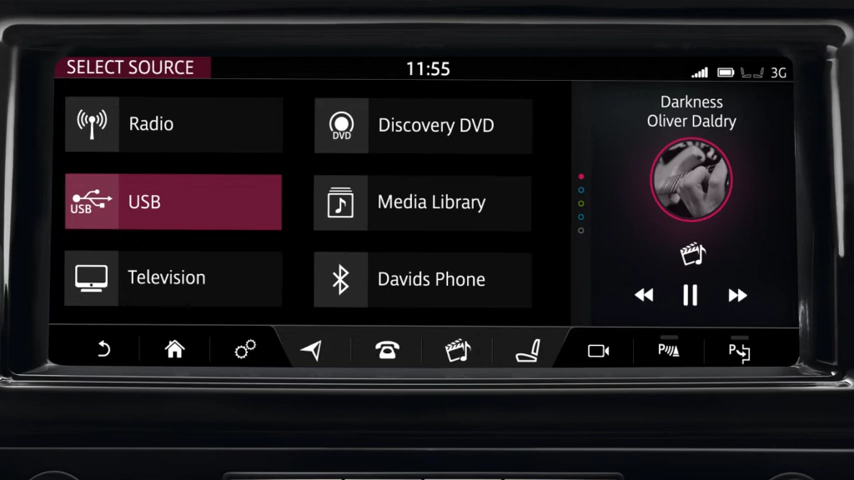 SELECT SOURCE
11:55
3G
Radio
Discovery DVD
DVD
USB
USB
Media Library
Television
Davids Phone
Darkness
Oliver Daldry
P
P